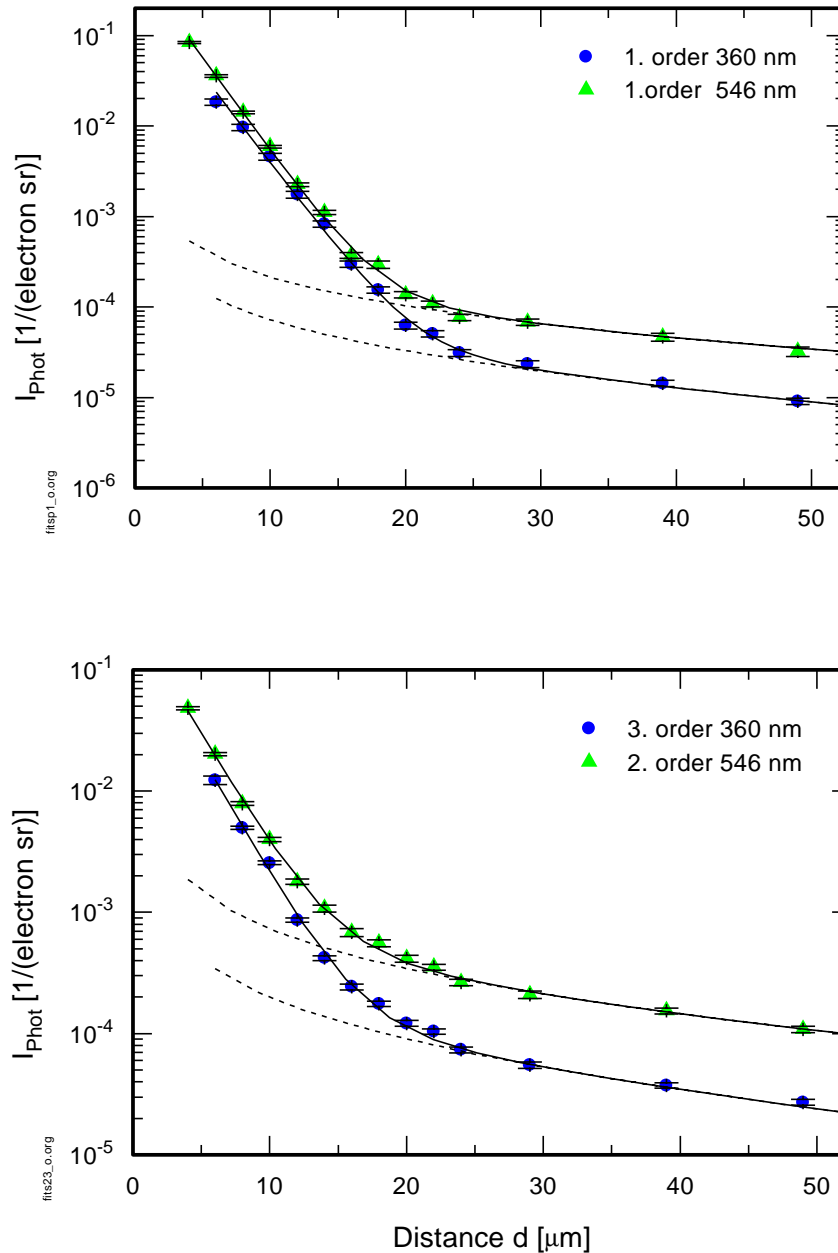 10^-1
10^-2
10^-3
10^-4
10^-5
10^-6
I_Phot [1/(electron sr)]
1. order 360 nm
1.order 546 nm
fitsp1_o.org
0 10 20 30 40 50
10^-1
10^-2
10^-3
10^-4
10^-5
I_Phot [1/(electron sr)]
3. order 360 nm
2. order 546 nm
fits23_o.org
0 10 20 30 40 50
Distance d [μm]